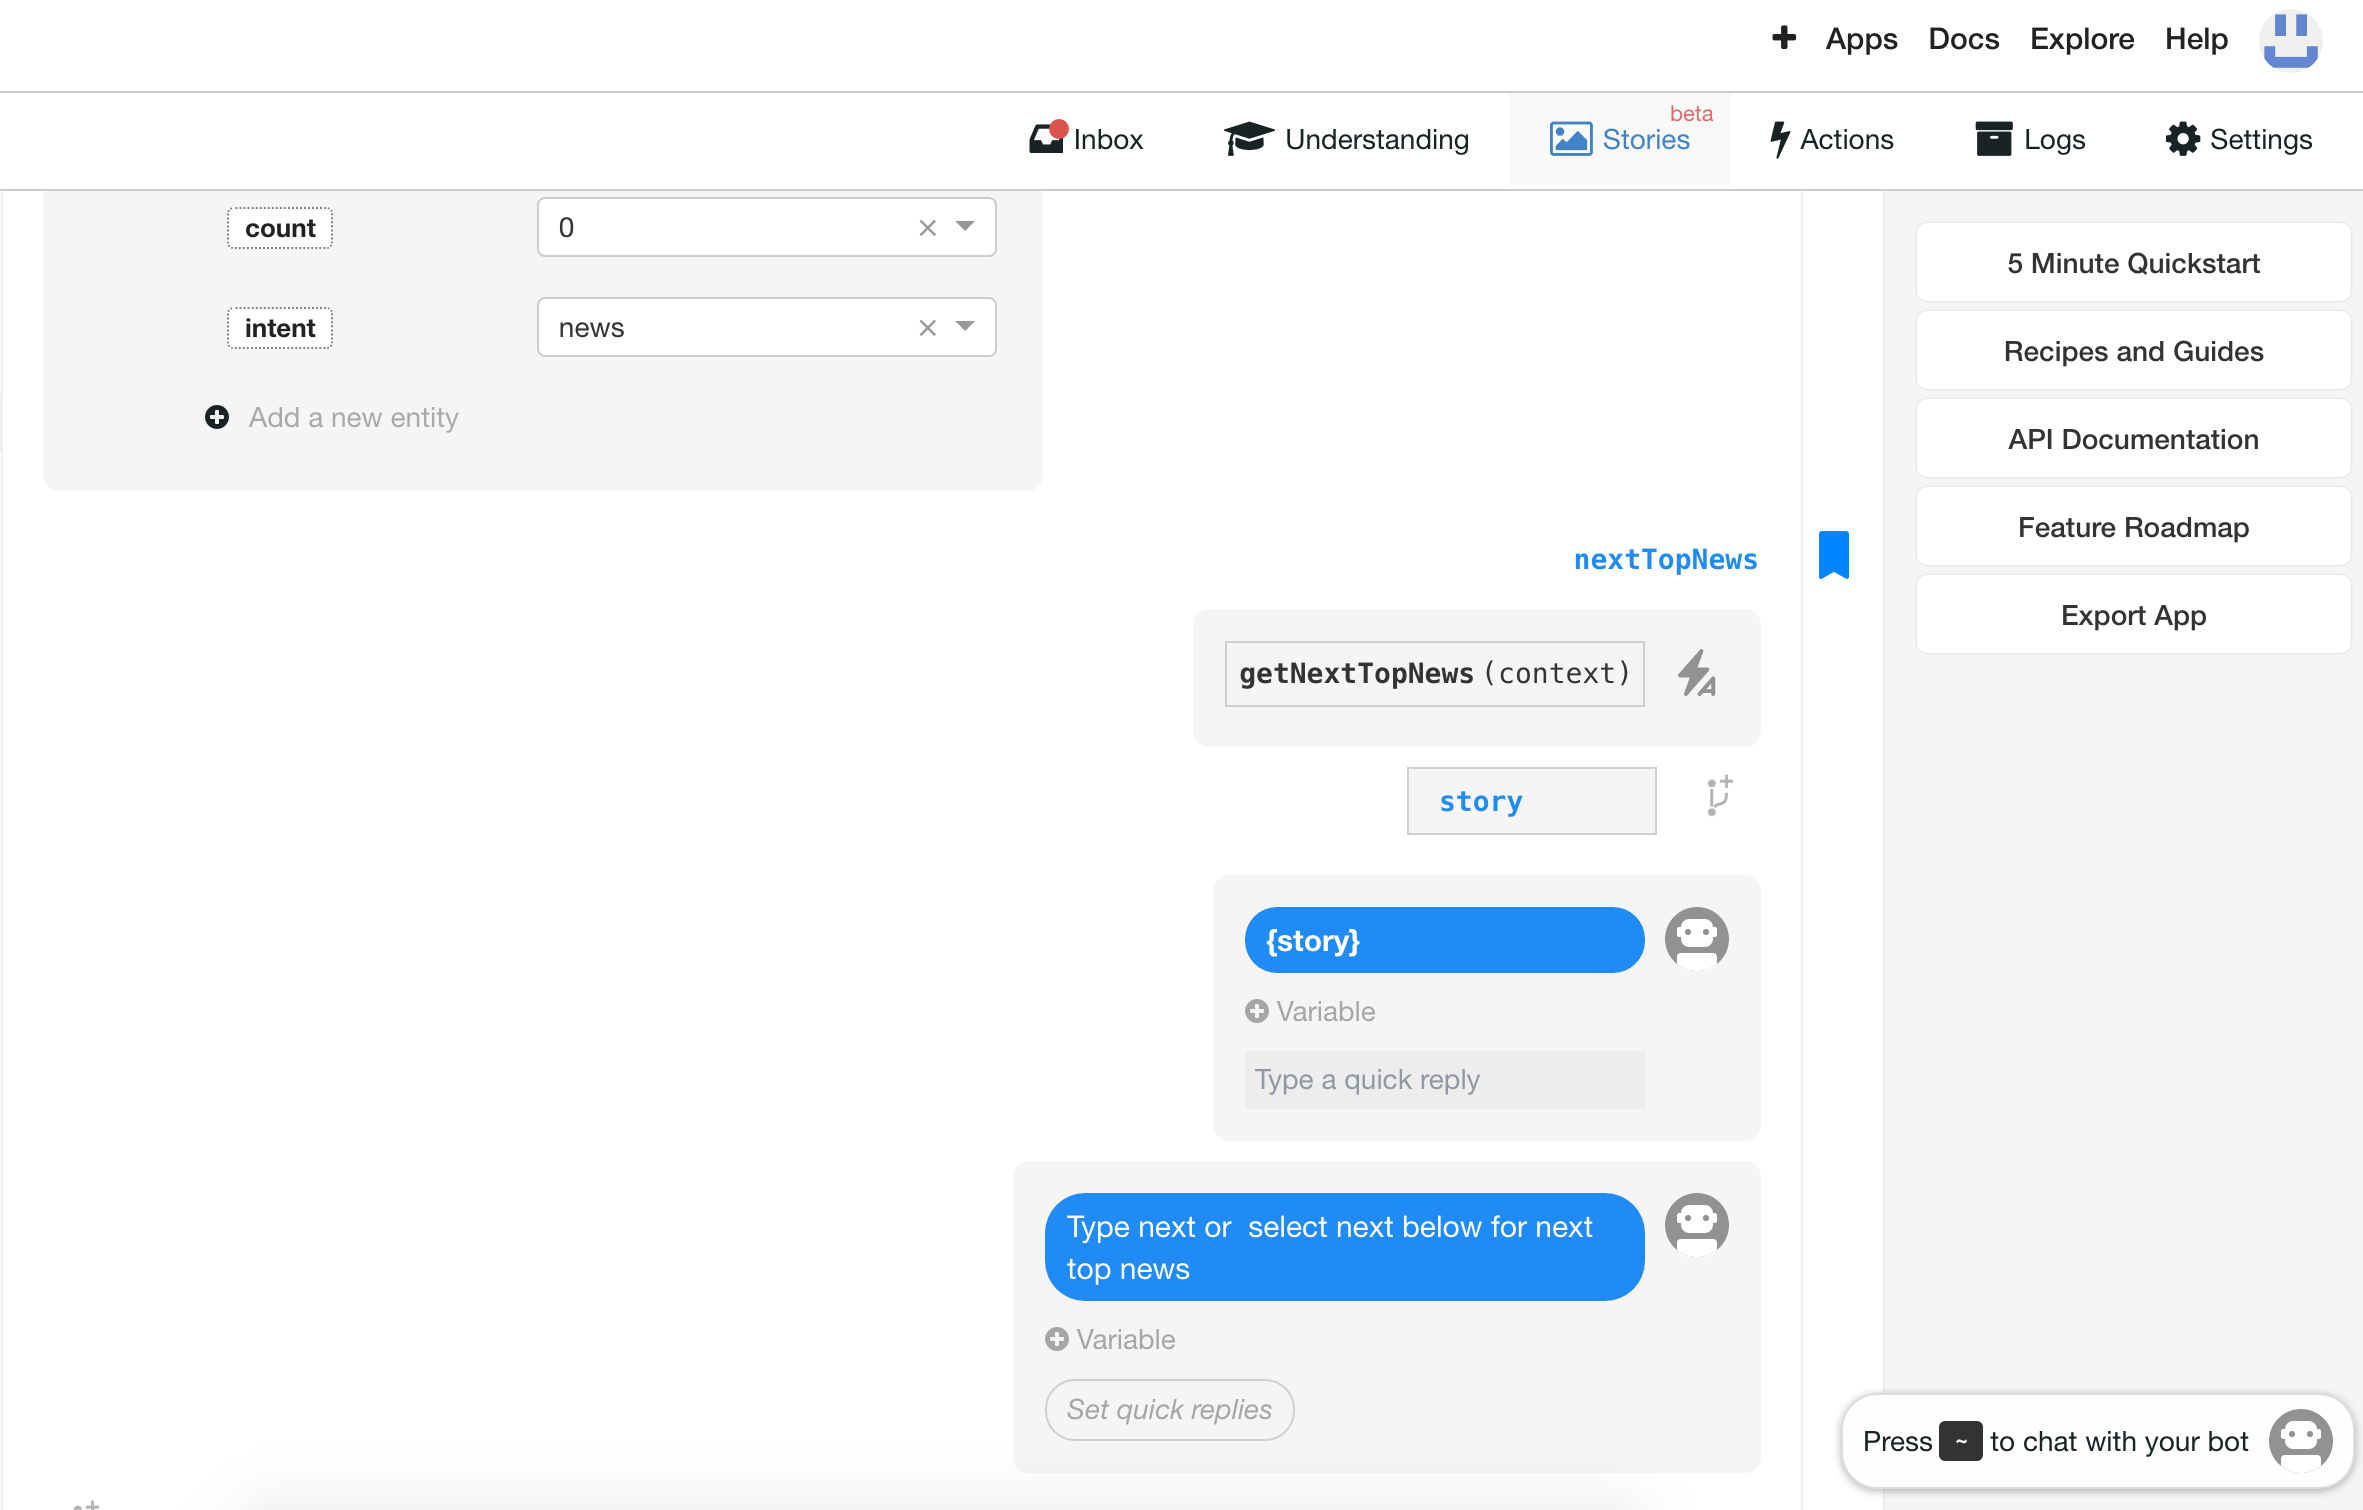 Apps Docs Explore Help
Inbox Understanding Stories beta Actions Logs Settings
count 0
intent news
Add a new entity
5 Minute Quickstart
Recipes and Guides
API Documentation
Feature Roadmap
Export App
nextTopNews
getNextTopNews(context)
story
{story}
Variable
Type a quick reply
Type next or  select next below for next
top news
Variable
Set quick replies
Press ~ to chat with your bot